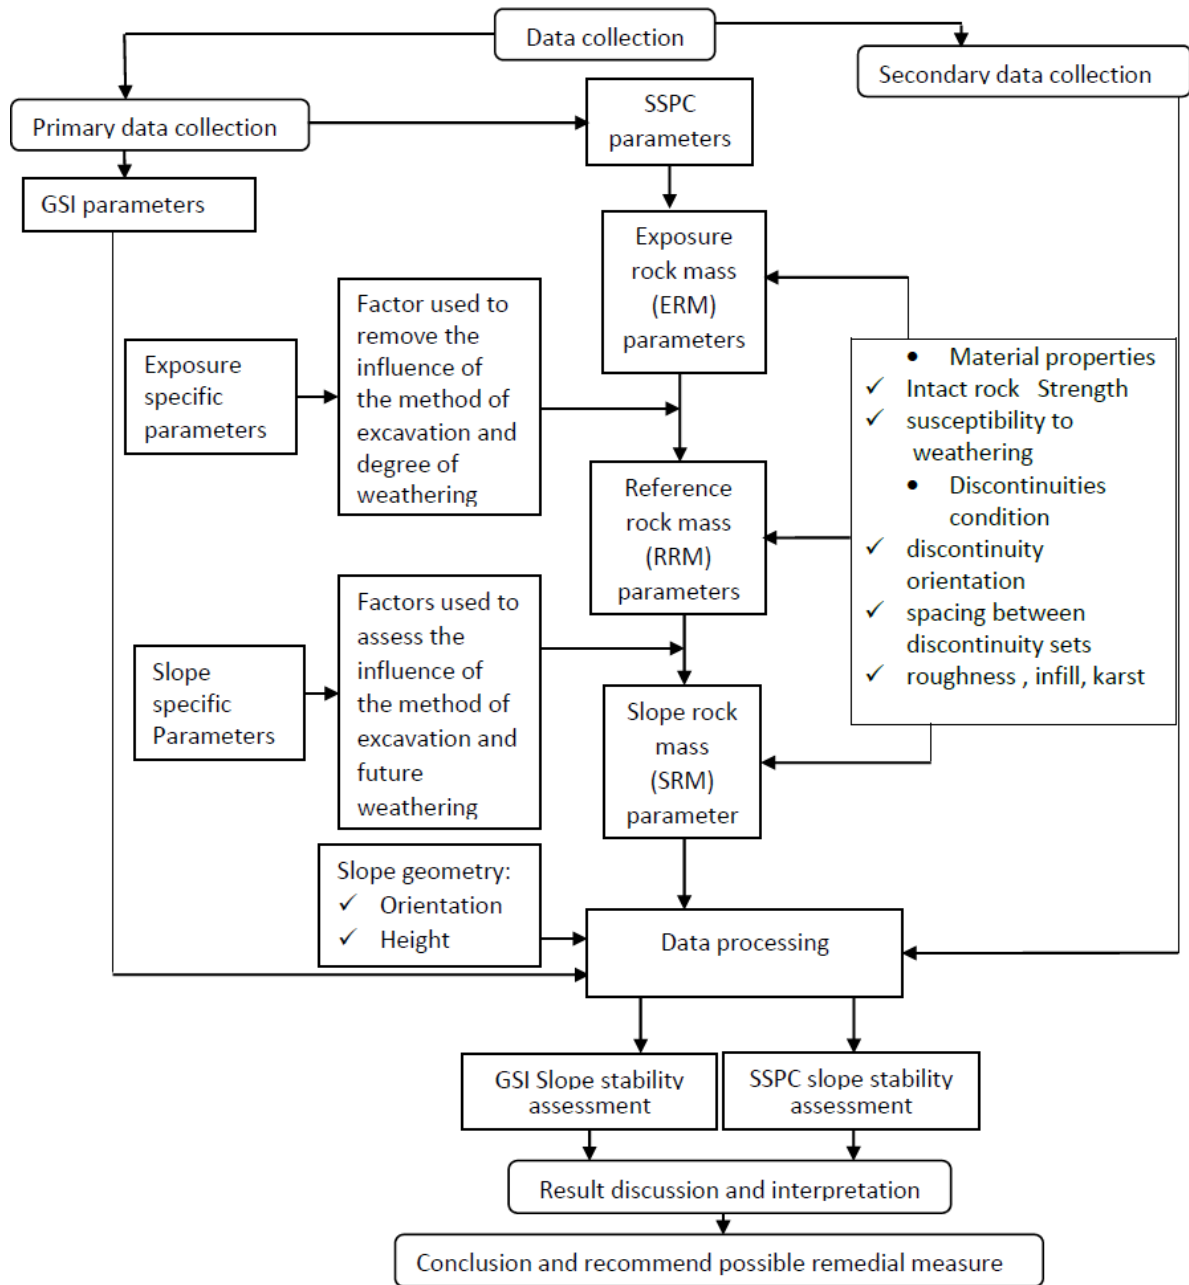 Data collection
Secondary data collection
Primary data collection
SSPC
parameters
GSI parameters
Exposure
rock mass
(ERM)
parameters
Factor used to
remove the
influence of
the method of
excavation and
degree of
weathering
Exposure
specific
parameters
• Material properties
✓ Intact rock Strength
✓ susceptibility to
weathering
• Discontinuities
condition
✓ discontinuity
orientation
✓ spacing between
discontinuity sets
✓ roughness , infill, karst
Reference
rock mass
(RRM)
parameters
Factors used to
assess the
influence of
the method of
excavation and
future
weathering
Slope
specific
Parameters
Slope rock
mass
(SRM)
parameter
Slope geometry:
✓ Orientation
✓ Height
Data processing
GSI Slope stability
assessment
SSPC slope stability
assessment
Result discussion and interpretation
Conclusion and recommend possible remedial measure